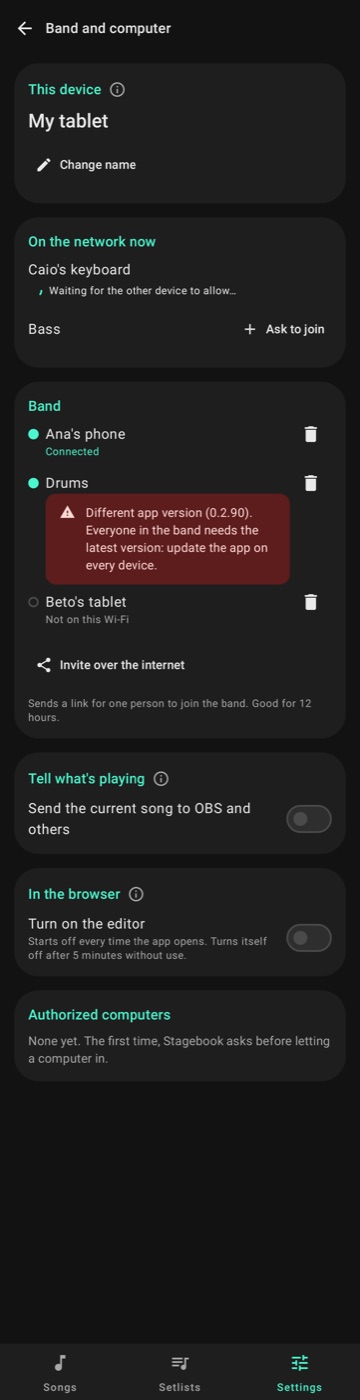 Band and computer
This device
My tablet
Change name
On the network now
Caio's keyboard
Waiting for the other device to allow…
Bass
Ask to join
Band
Ana's phone
Connected
Drums
Different app version (0.2.90).
Everyone in the band needs the
latest version: update the app on
every device.
Beto's tablet
Not on this Wi-Fi
Invite over the internet
Sends a link for one person to join the band. Good for 12
hours.
Tell what's playing
Send the current song to OBS and
others
In the browser
Turn on the editor
Starts off every time the app opens. Turns itself
off after 5 minutes without use.
Authorized computers
None yet. The first time, Stagebook asks before letting
a computer in.
Songs
Setlists
Settings